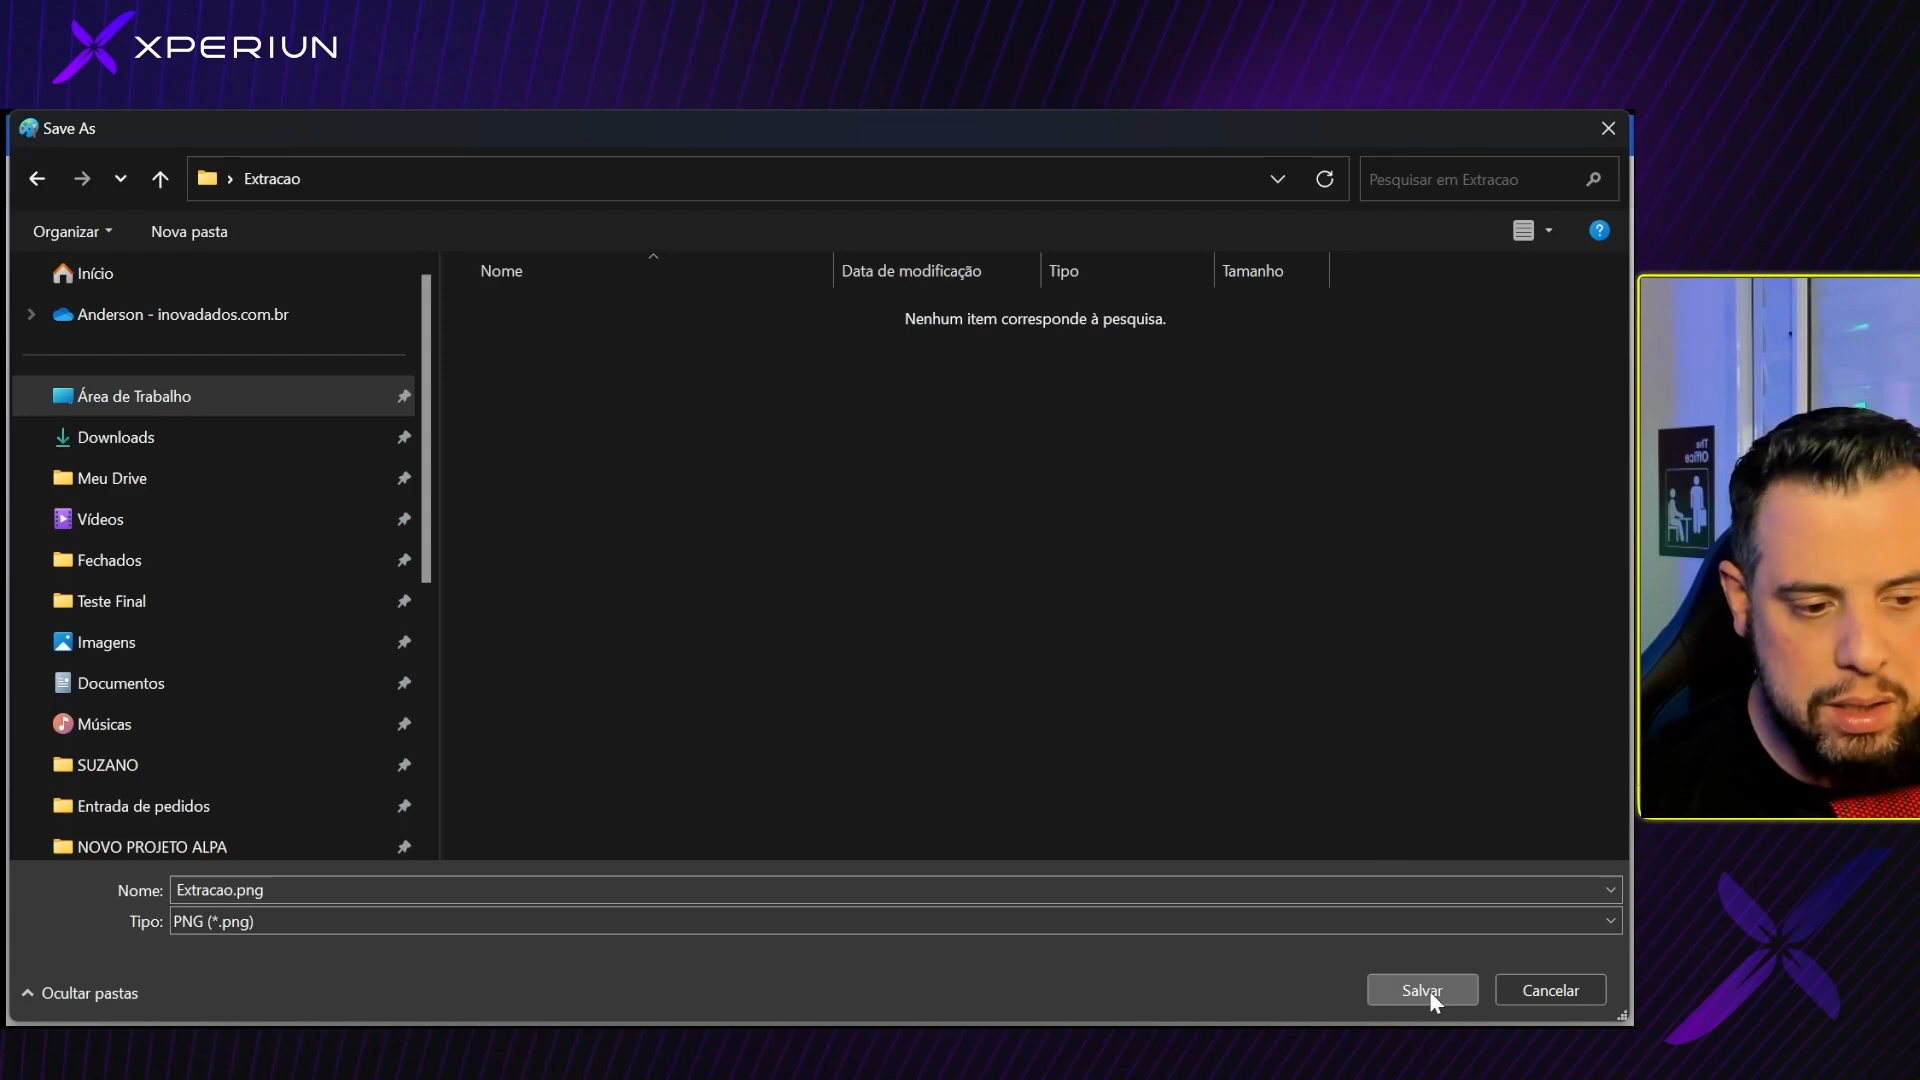 XPERIUN
Save As
Extracao
Pesquisar em Extracao
Organizar
Nova pasta
?
Início
Anderson - inovadados.com.br
Área de Trabalho
Downloads
Meu Drive
Vídeos
Fechados
Teste Final
Imagens
Documentos
Músicas
SUZANO
Entrada de pedidos
NOVO PROJETO ALPA
Nome
Data de modificação
Tipo
Tamanho
Nenhum item corresponde à pesquisa.
The
Office
Nome: Extracao.png
Tipo: PNG (*.png)
Ocultar pastas
Salvar
Cancelar